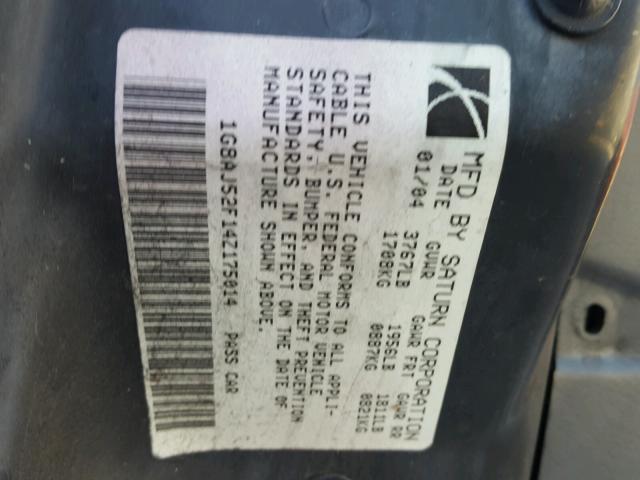 MFD BY SATURN CORPORATION
DATE GVWR GAWR FRT GAWR RR
01/04 3767LB 1956LB 1811LB
1708KG 0887KG 0821KG
THIS VEHICLE CONFORMS TO ALL APPLI-
CABLE U.S. FEDERAL MOTOR VEHICLE
SAFETY, BUMPER, AND THEFT PREVENTION
STANDARDS IN EFFECT ON THE DATE OF
MANUFACTURE SHOWN ABOVE.
1G8AJ52F14Z175014 PASS CAR